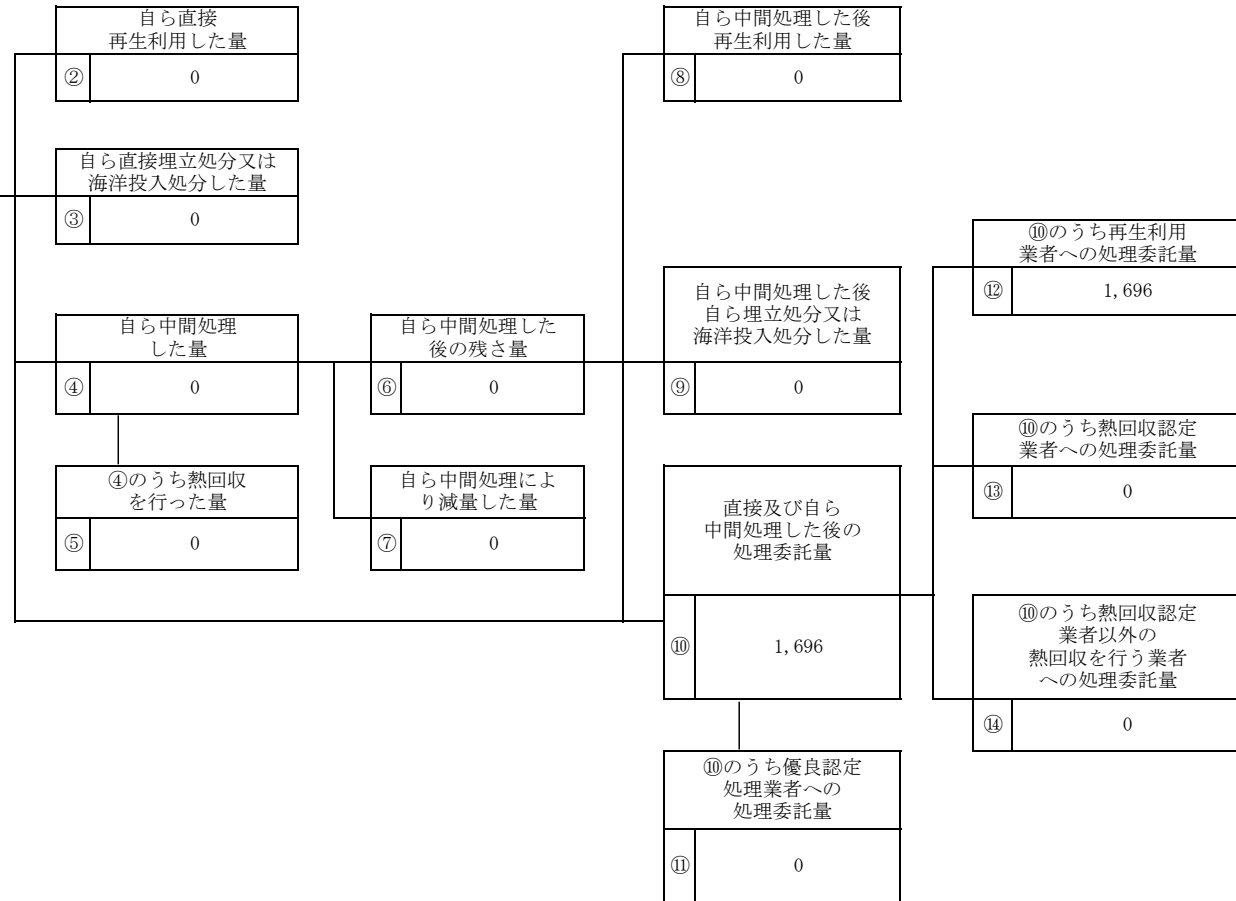 自ら直接
再生利用した量
② 0
自ら直接埋立処分又は
海洋投入処分した量
③ 0
自ら中間処理
した量
④ 0
④のうち熱回収
を行った量
⑤ 0
自ら中間処理した
後の残さ量
⑥ 0
自ら中間処理によ
り減量した量
⑦ 0
自ら中間処理した後
再生利用した量
⑧ 0
自ら中間処理した後
自ら埋立処分又は
海洋投入処分した量
⑨ 0
直接及び自ら
中間処理した後の
処理委託量
⑩ 1,696
⑩のうち優良認定
処理業者への
処理委託量
⑪ 0
⑩のうち再生利用
業者への処理委託量
⑫ 1,696
⑩のうち熱回収認定
業者への処理委託量
⑬ 0
⑩のうち熱回収認定
業者以外の
熱回収を行う業者
への処理委託量
⑭ 0